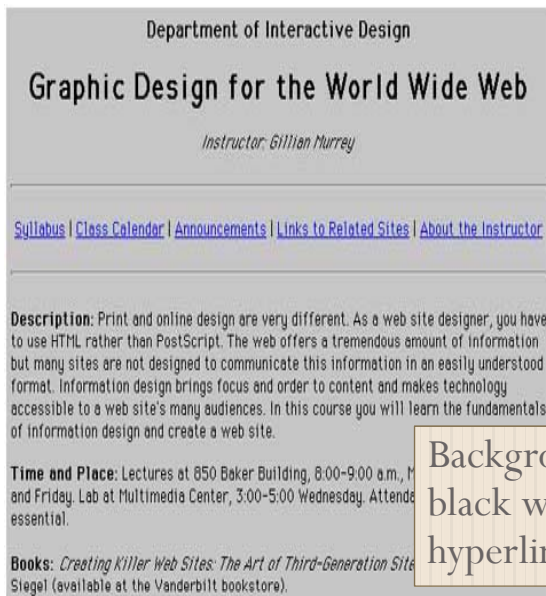 Department of Interactive Design
Graphic Design for the World Wide Web
Instructor: Gillian Murrey
Syllabus | Class Calendar | Announcements | Links to Related Sites | About the Instructor
Description: Print and online design are very different. As a web site designer, you have
to use HTML rather than PostScript. The web offers a tremendous amount of information
but many sites are not designed to communicate this information in an easily understood
format. Information design brings focus and order to content and makes technology
accessible to a web site's many audiences. In this course you will learn the fundamentals
of information design and create a web site.
Time and Place: Lectures at 850 Baker Building, 8:00-9:00 a.m.,
and Friday. Lab at Multimedia Center, 3:00-5:00 Wednesday.
essential.
Books: Creating Killer Web Sites: The Art of Third-Generation
Siegel (available at the Vanderbilt bookstore).
black